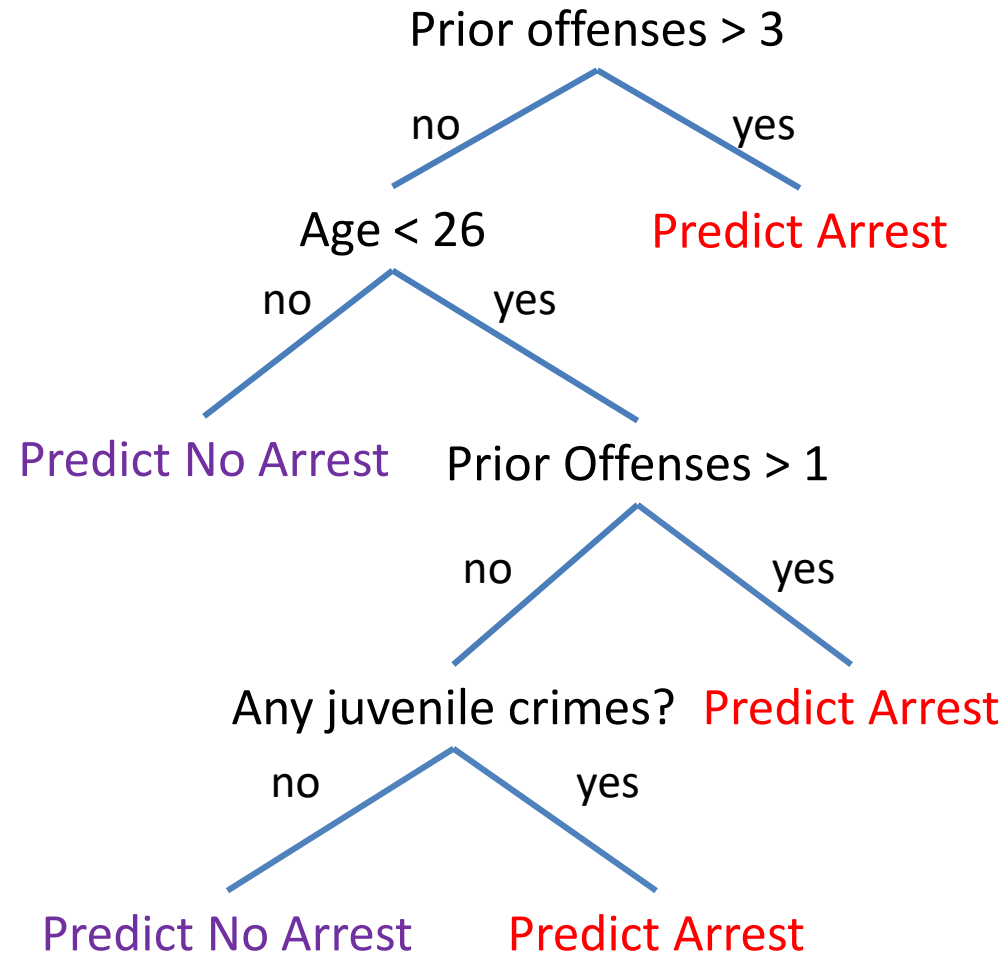 Prior offenses > 3
no
yes
Age < 26
Predict Arrest
no
yes
Predict No Arrest
Prior Offenses > 1
no
yes
Any juvenile crimes?
Predict Arrest
no
yes
Predict No Arrest
Predict Arrest